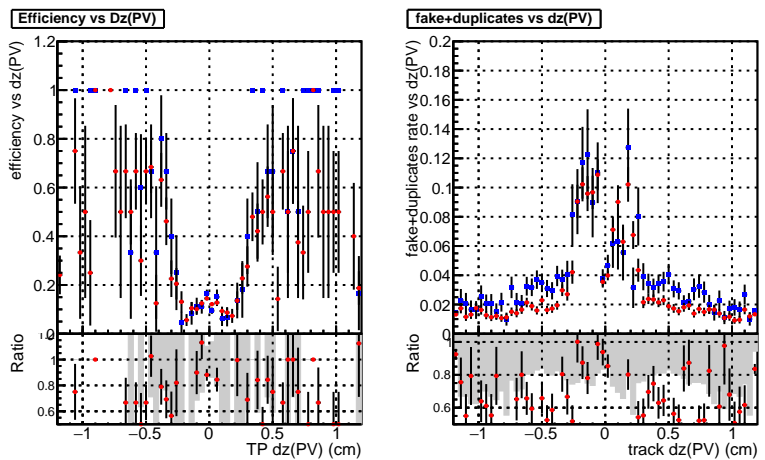 Efficiency vs Dz(PV)
efficiency vs dz(PV)
1.2
1
0.8
0.6
0.4
0.2
0
Ratio
1
0.8
0.6
−1 −0.5 0 0.5 1
TP dz(PV) (cm)
fake+duplicates vs dz(PV)
fake+duplicates rate vs dz(PV)
0.2
0.18
0.16
0.14
0.12
0.1
0.08
0.06
0.04
0.02
0
Ratio
0.8
0.6
−1 −0.5 0 0.5 1
track dz(PV) (cm)